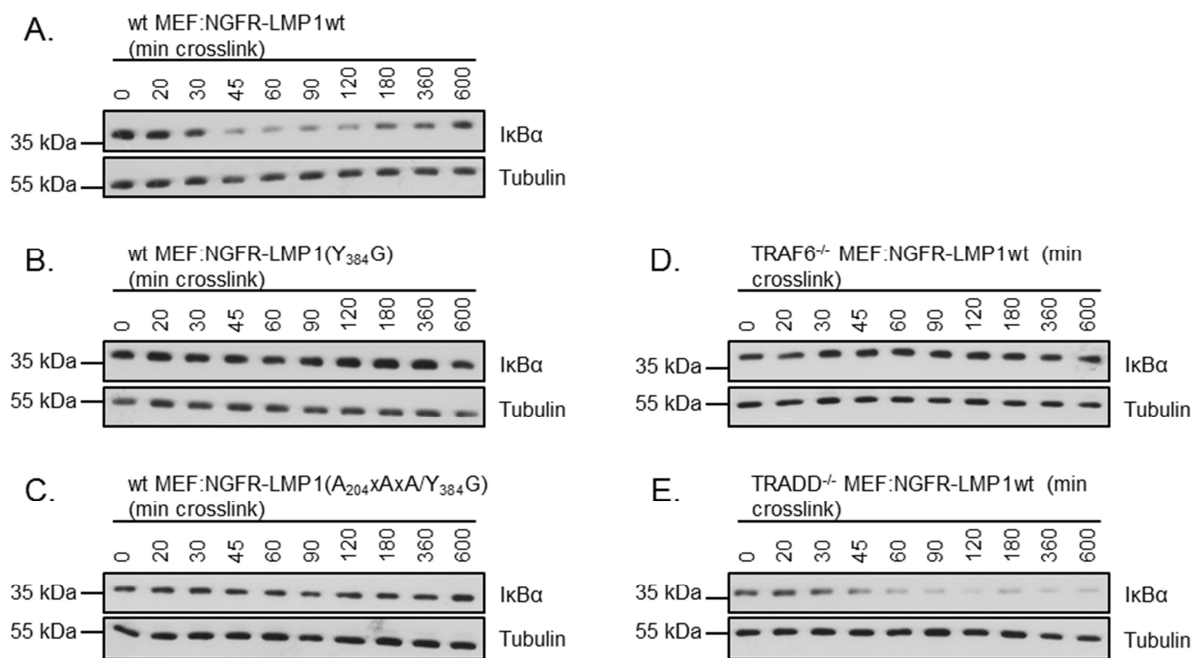 A.
wt MEF:NGFR-LMP1wt
(min crosslink)
0 20 30 45 60 90 120 180 360 600
35 kDa
IκBα
55 kDa
Tubulin
B.
wt MEF:NGFR-LMP1(Y₃₈₄G)
(min crosslink)
0 20 30 45 60 90 120 180 360 600
35 kDa
IκBα
55 kDa
Tubulin
C.
wt MEF:NGFR-LMP1(A₂₀₄xAxA/Y₃₈₄G)
(min crosslink)
0 20 30 45 60 90 120 180 360 600
35 kDa
IκBα
55 kDa
Tubulin
D.
TRAF6⁻/⁻ MEF:NGFR-LMP1wt (min
crosslink)
0 20 30 45 60 90 120 180 360 600
35 kDa
IκBα
55 kDa
Tubulin
E.
TRADD⁻/⁻ MEF:NGFR-LMP1wt (min
crosslink)
0 20 30 45 60 90 120 180 360 600
35 kDa
IκBα
55 kDa
Tubulin